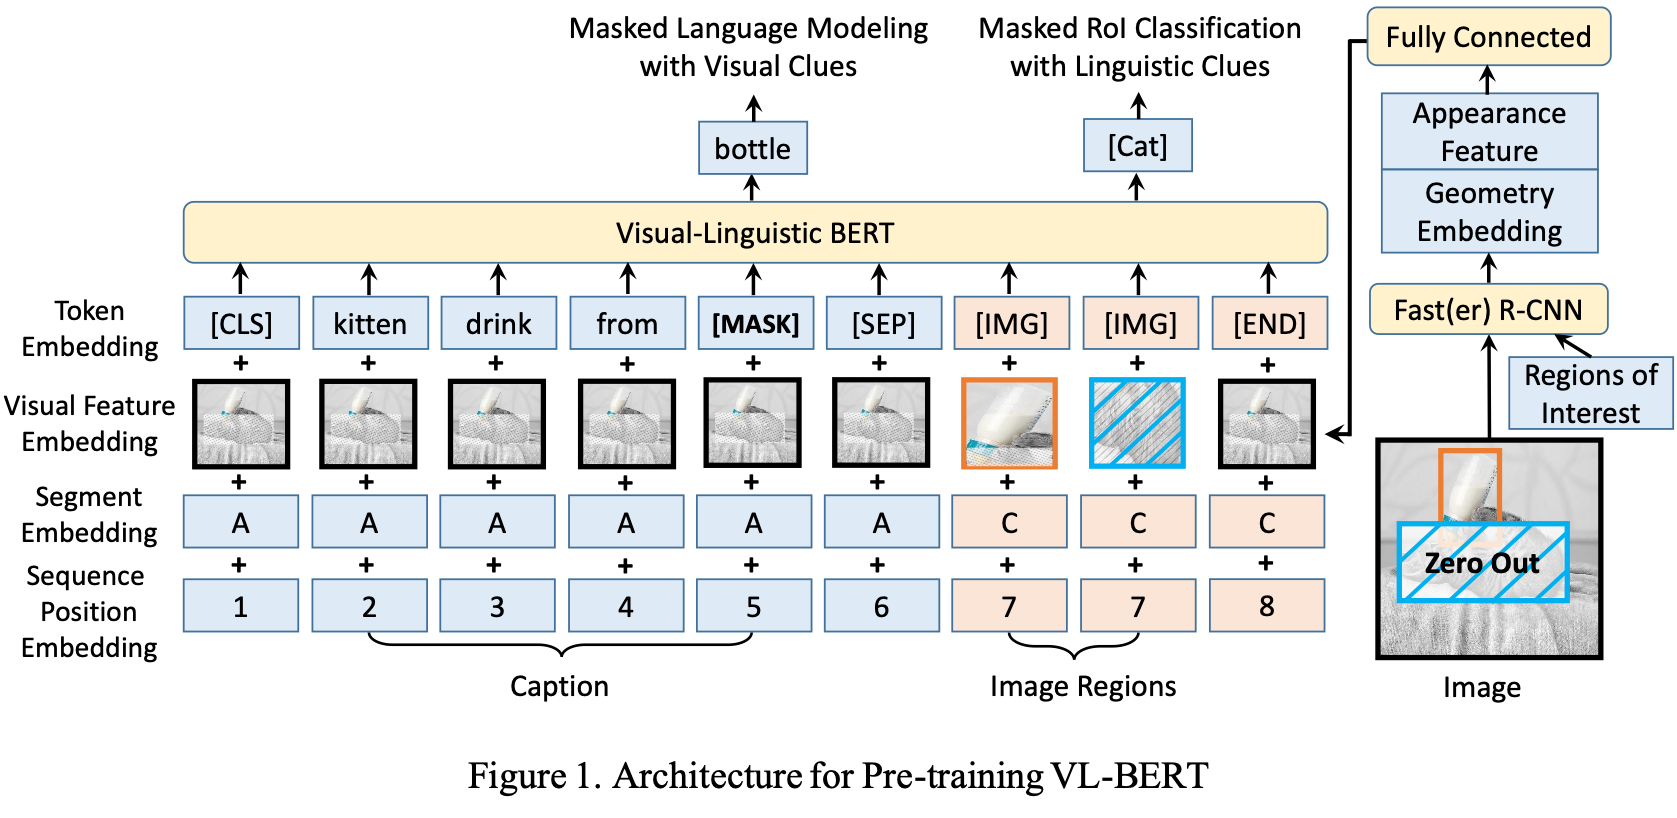 Masked Language Modeling
with Visual Clues
Masked RoI Classification
with Linguistic Clues
Fully Connected
Appearance
Feature
Geometry
Embedding
bottle
[Cat]
Visual-Linguistic BERT
Fast(er) R-CNN
Regions of
Interest
Token
Embedding
[CLS] kitten drink from [MASK] [SEP] [IMG] [IMG] [END]
+ + + + + + + + +
Visual Feature
Embedding
+ + + + + + + + +
Segment
Embedding
A A A A A A C C C
+ + + + + + + + +
Sequence
Position
Embedding
1 2 3 4 5 6 7 7 8
Zero Out
Caption
Image Regions
Image
Figure 1. Architecture for Pre-training VL-BERT